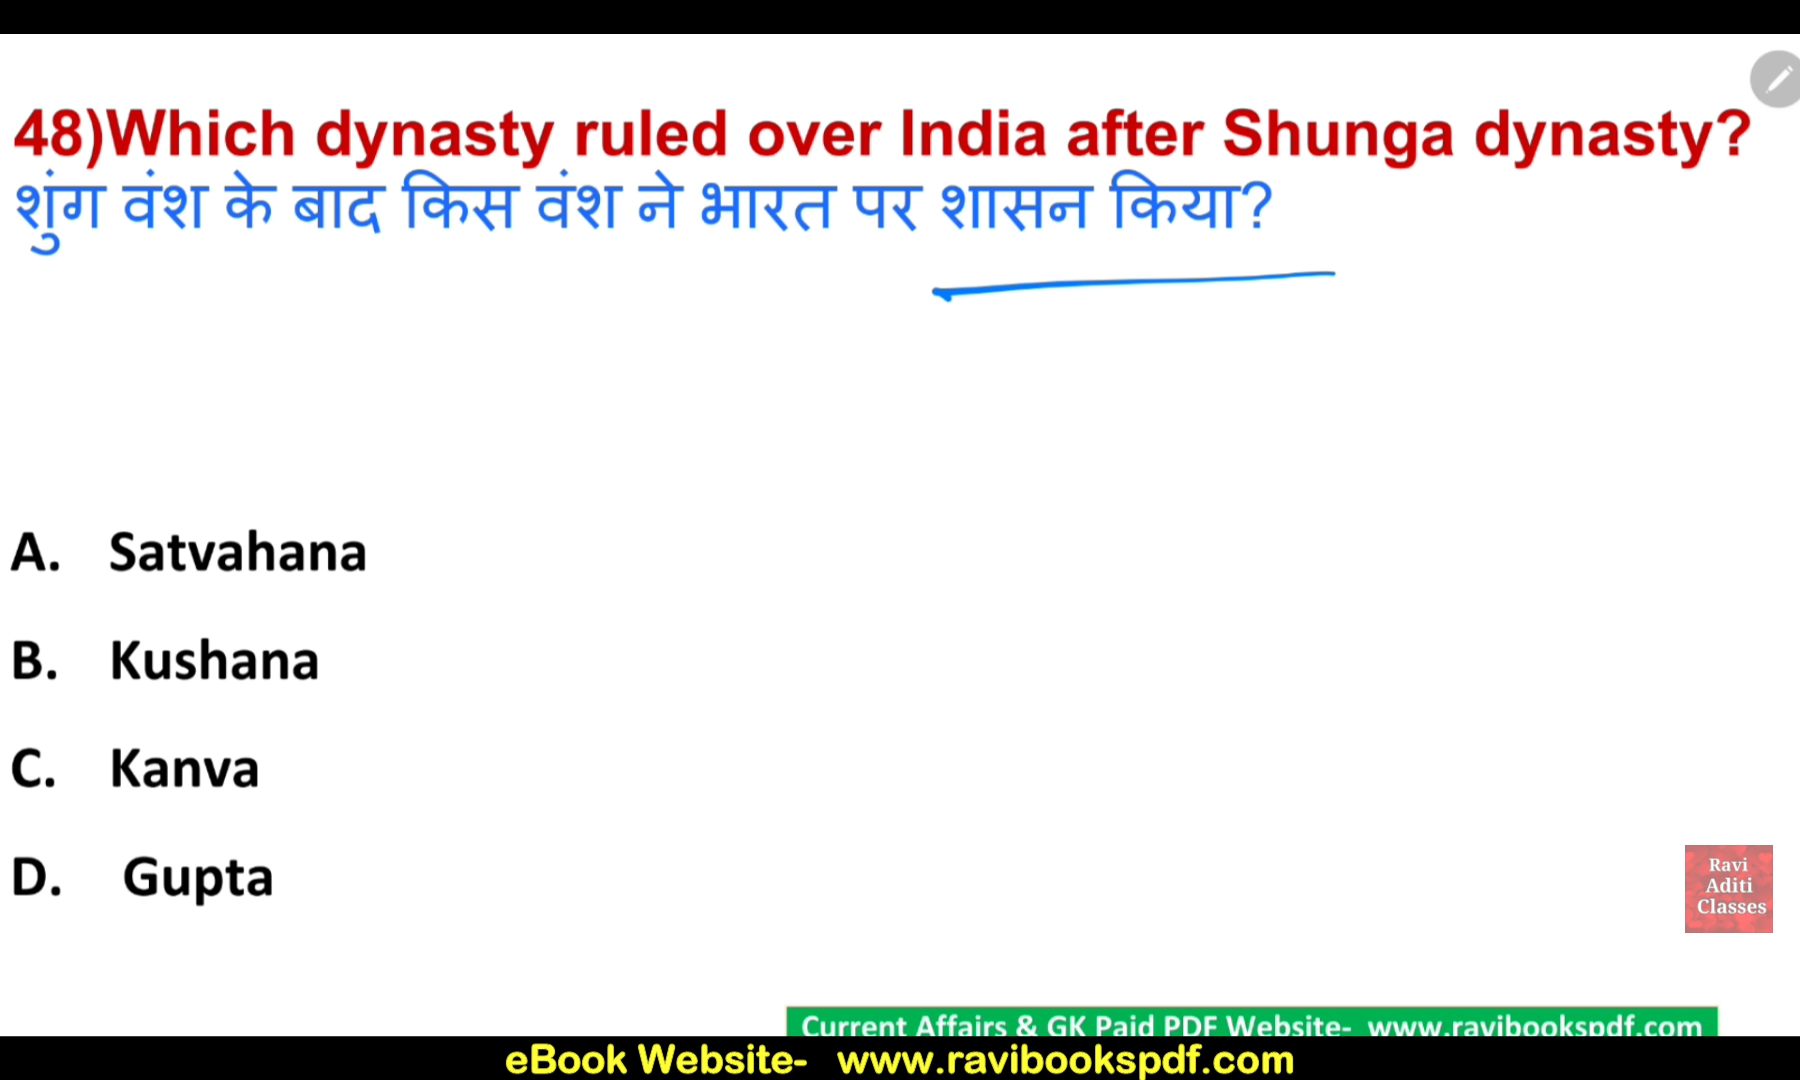 48)Which dynasty ruled over India after Shunga dynasty?
शुंग वंश के बाद किस वंश ने भारत पर शासन किया?
A. Satvahana
B. Kushana
C. Kanva
D. Gupta
Ravi
Aditi
Classes
Current Affairs & GK Paid PDF Website- www.ravibookspdf.com
eBook Website- www.ravibookspdf.com